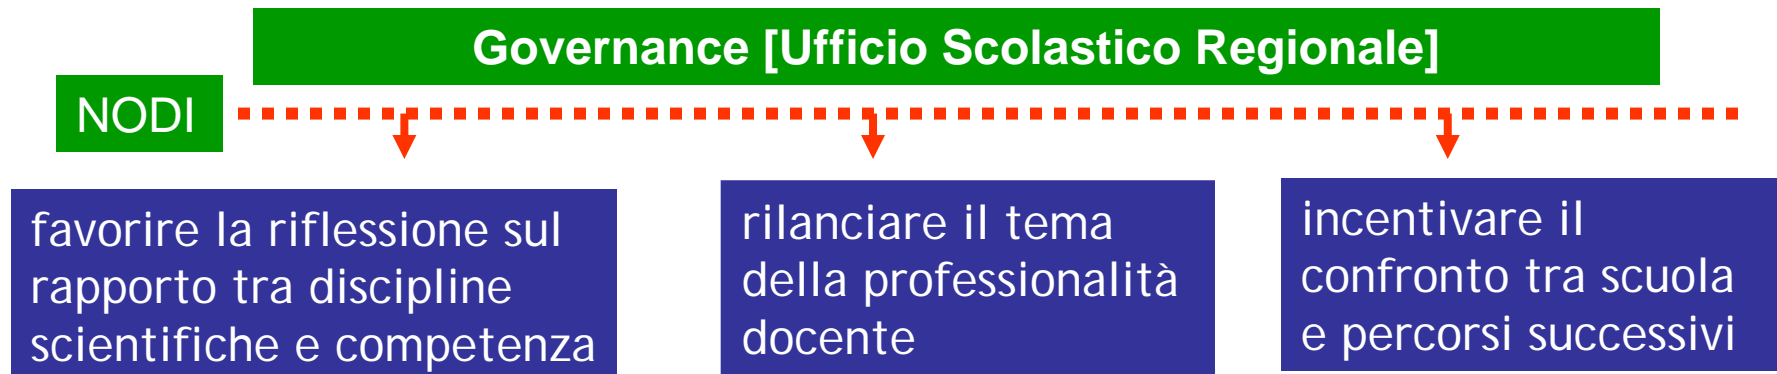 Governance [Ufficio Scolastico Regionale]
NODI
favorire la riflessione sul
rapporto tra discipline
scientifiche e competenza
rilanciare il tema
della professionalità
docente
incentivare il
confronto tra scuola
e percorsi successivi